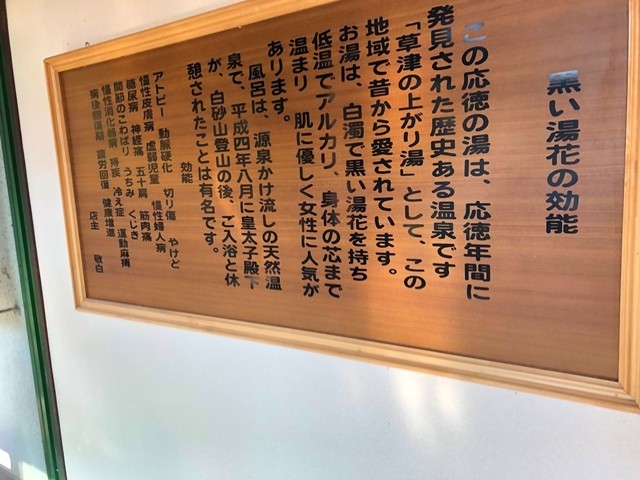 黒い湯花の効能
この応徳の湯は、応徳年間に
発見された歴史ある温泉です
「草津の上がり湯」として、この
地域で昔から愛されています。
お湯は、白濁で黒い湯花を持ち
低温でアルカリ、身体の芯まで
温まり 肌に優しく女性に人気が
あります。
風呂は、源泉かけ流しの天然温
泉で、平成四年八月に皇太子殿下
が、白砂山登山の後、ご入浴と休
憩されたことは有名です。
効能
アトピー 動脈硬化 切り傷 やけど
慢性皮膚病 虚弱児童 慢性婦人病
糖尿病 神経痛 五十肩 筋肉痛
関節のこわばり うちみ くじき
慢性消化器病 痔疾 冷え症 運動麻痺
病後回復期 疲労回復 健康増進
店主 敬白